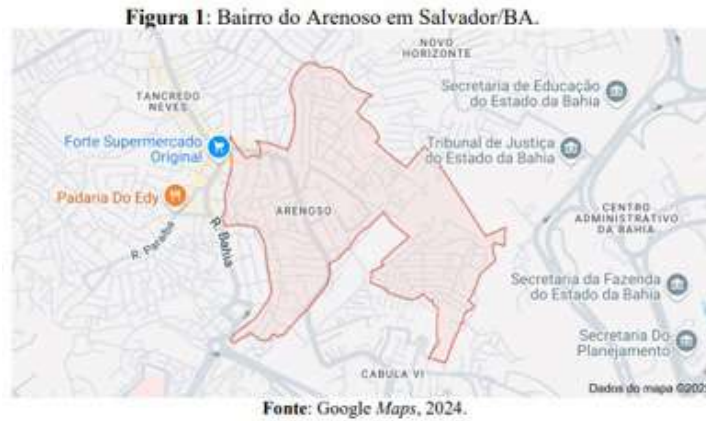 Figura 1: Bairro do Arenoso em Salvador/BA.
NOVO
HORIZONTE
TANCREDO
NEVES
Secretaria de Educação
do Estado da Bahia
Forte Supermercado
Original
Tribunal de Justiça
do Estado da Bahia
Padaria Do Edy
ARENOSO
CENTRO
ADMINISTRATIVO
DA BAHIA
R. Paraíba
R. Bahia
Secretaria da Fazenda
do Estado da Bahia
Secretaria Do
Planejamento
CABULA VI
Dados do mapa
Fonte: Google Maps, 2024.